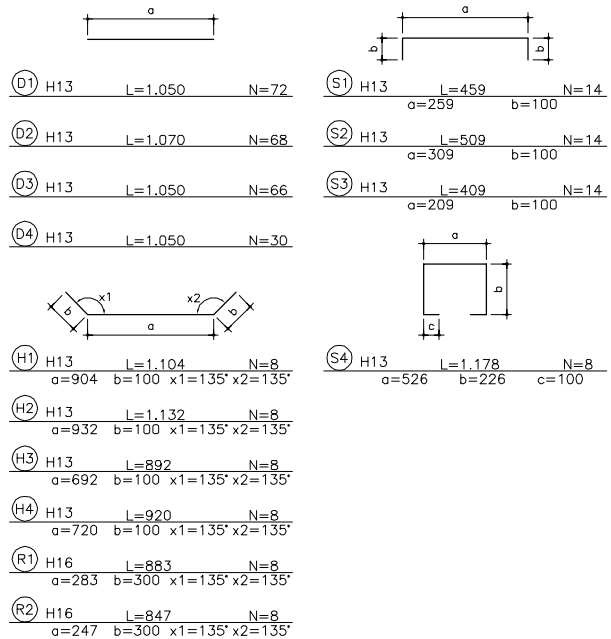 a
D1 H13 L=1.050 N=72
D2 H13 L=1.070 N=68
D3 H13 L=1.050 N=66
D4 H13 L=1.050 N=30
x1 x2
b a b
H1 H13 L=1.104 N=8
a=904 b=100 x1=135° x2=135°
H2 H13 L=1.132 N=8
a=932 b=100 x1=135° x2=135°
H3 H13 L=892 N=8
a=692 b=100 x1=135° x2=135°
H4 H13 L=920 N=8
a=720 b=100 x1=135° x2=135°
R1 H16 L=883 N=8
a=283 b=300 x1=135° x2=135°
R2 H16 L=847 N=8
a=247 b=300 x1=135° x2=135°
a
b b
S1 H13 L=459 N=14
a=259 b=100
S2 H13 L=509 N=14
a=309 b=100
S3 H13 L=409 N=14
a=209 b=100
a
b
c
S4 H13 L=1.178 N=8
a=526 b=226 c=100